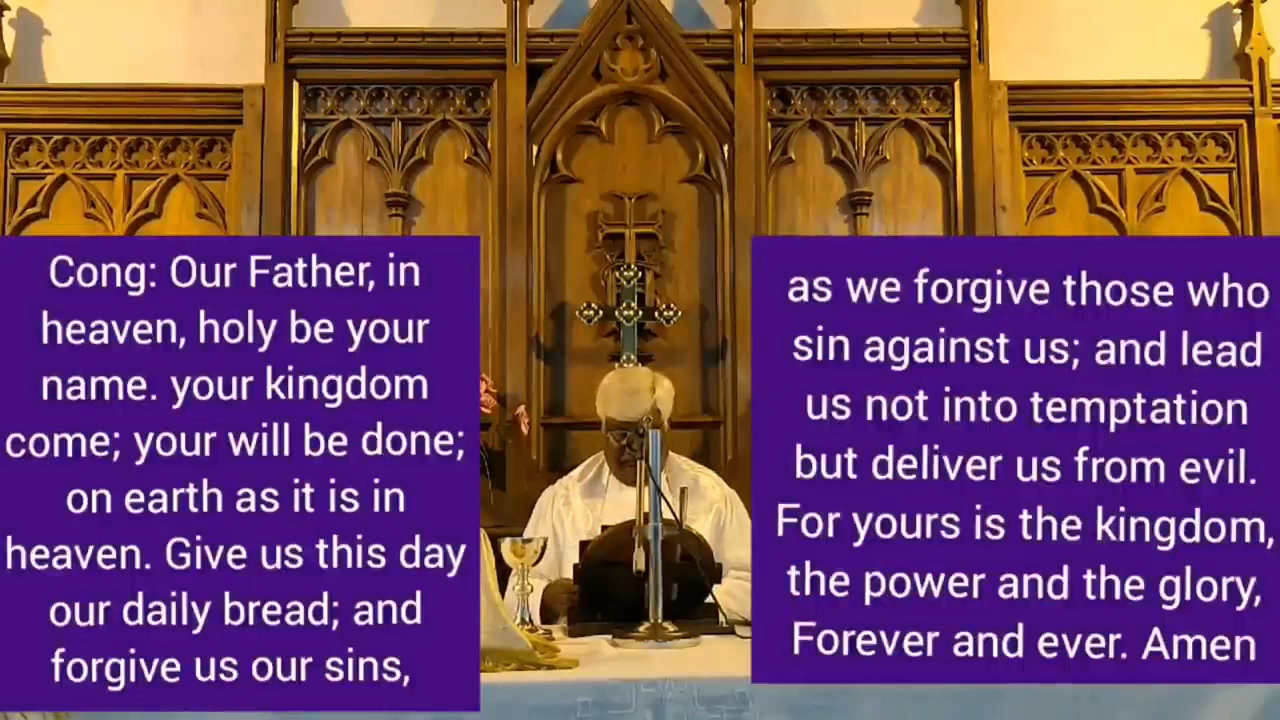 Cong: Our Father, in
heaven, holy be your
name. your kingdom
come; your will be done;
on earth as it is in
heaven. Give us this day
our daily bread; and
forgive us our sins,
as we forgive those who
sin against us; and lead
us not into temptation
but deliver us from evil.
For yours is the kingdom,
the power and the glory,
Forever and ever. Amen